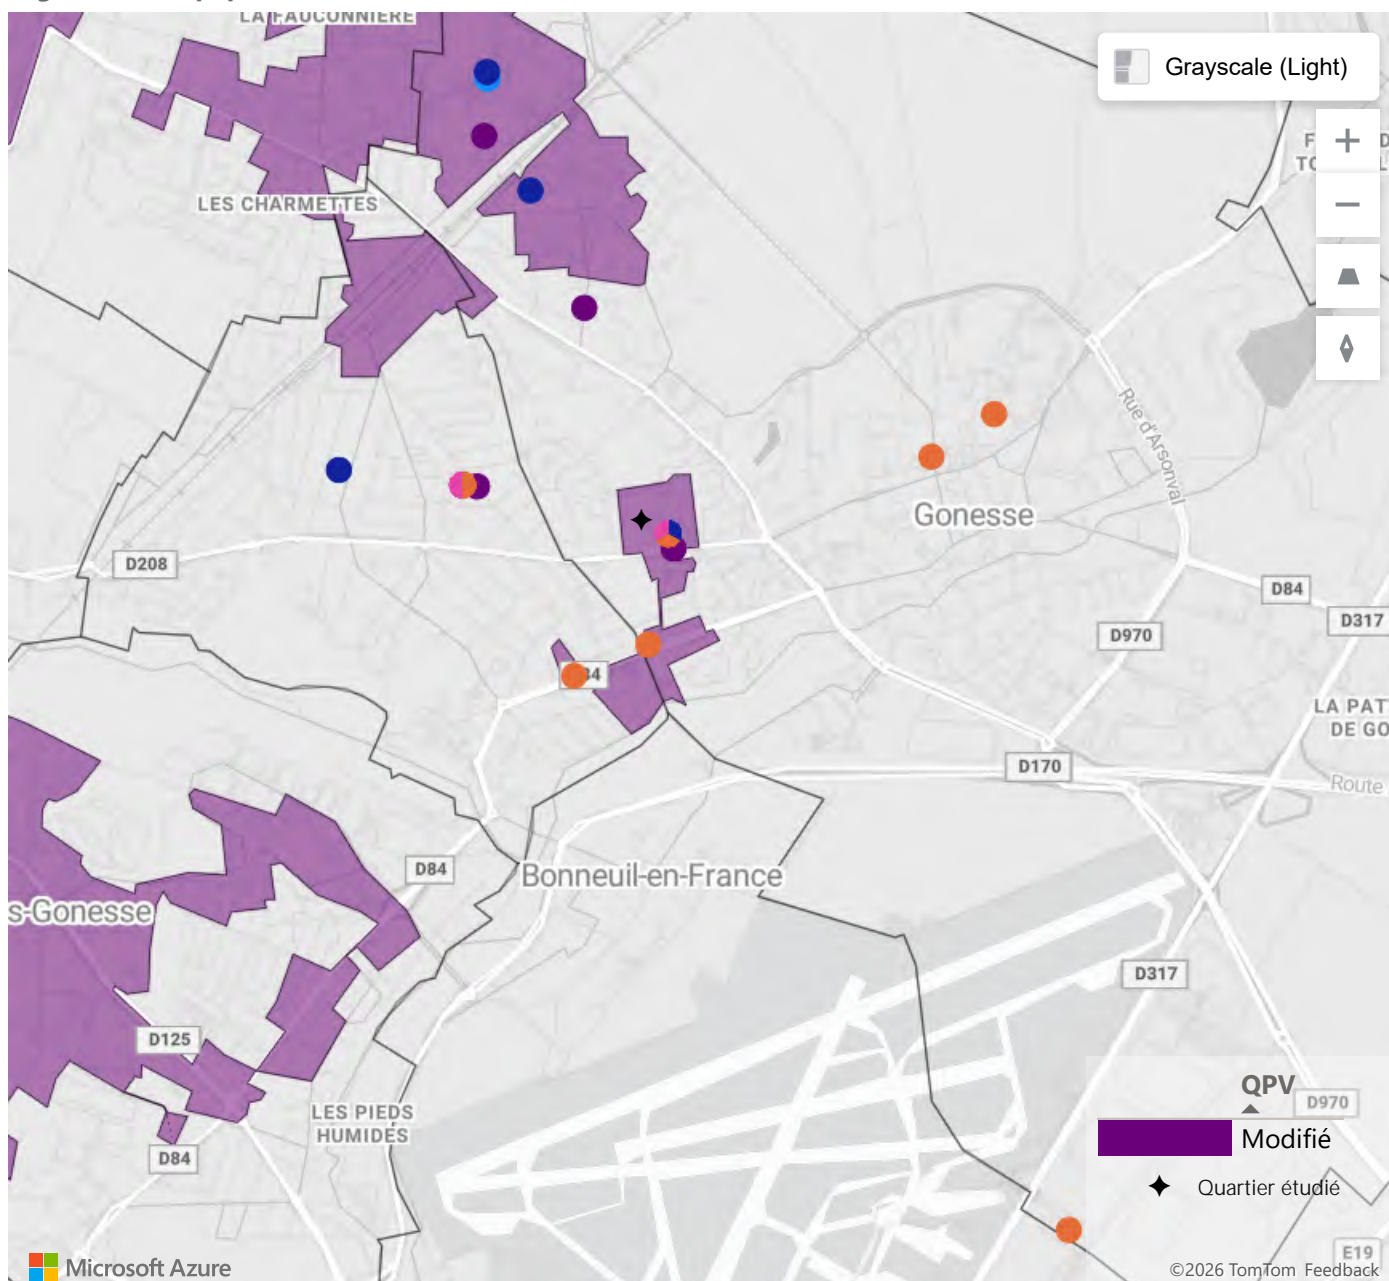 LA FAUCONNIÈRE
Grayscale (Light)
LES CHARMETTES
Rue d'Arsonval
Gonesse
D208
D84
D317
D970
LA PAT
DE GO
D170
Route
D84
Bonneuil-en-France
s-Gonesse
D317
D125
QPV
D970
Modifié
LES PIEDS
HUMIDES
D84
Quartier étudié
E19
Microsoft Azure
©2026 TomTom Feedback